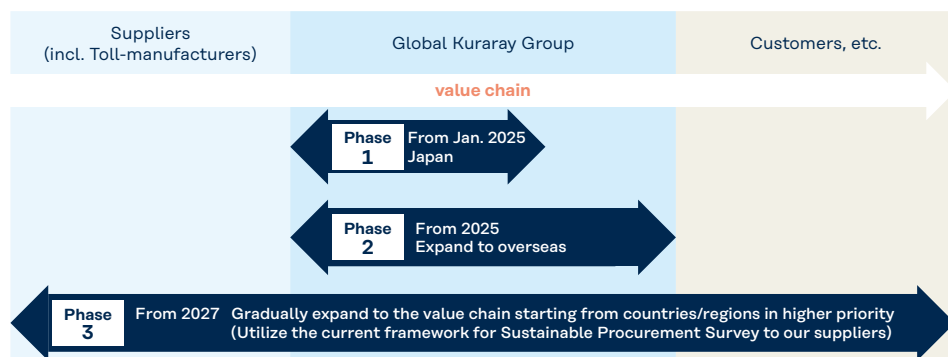 Suppliers
(incl. Toll-manufacturers)
Global Kuraray Group
Customers, etc.
value chain
Phase
1
From Jan. 2025
Japan
Phase
2
From 2025
Expand to overseas
Phase
3
From 2027 Gradually expand to the value chain starting from countries/regions in higher priority
(Utilize the current framework for Sustainable Procurement Survey to our suppliers)